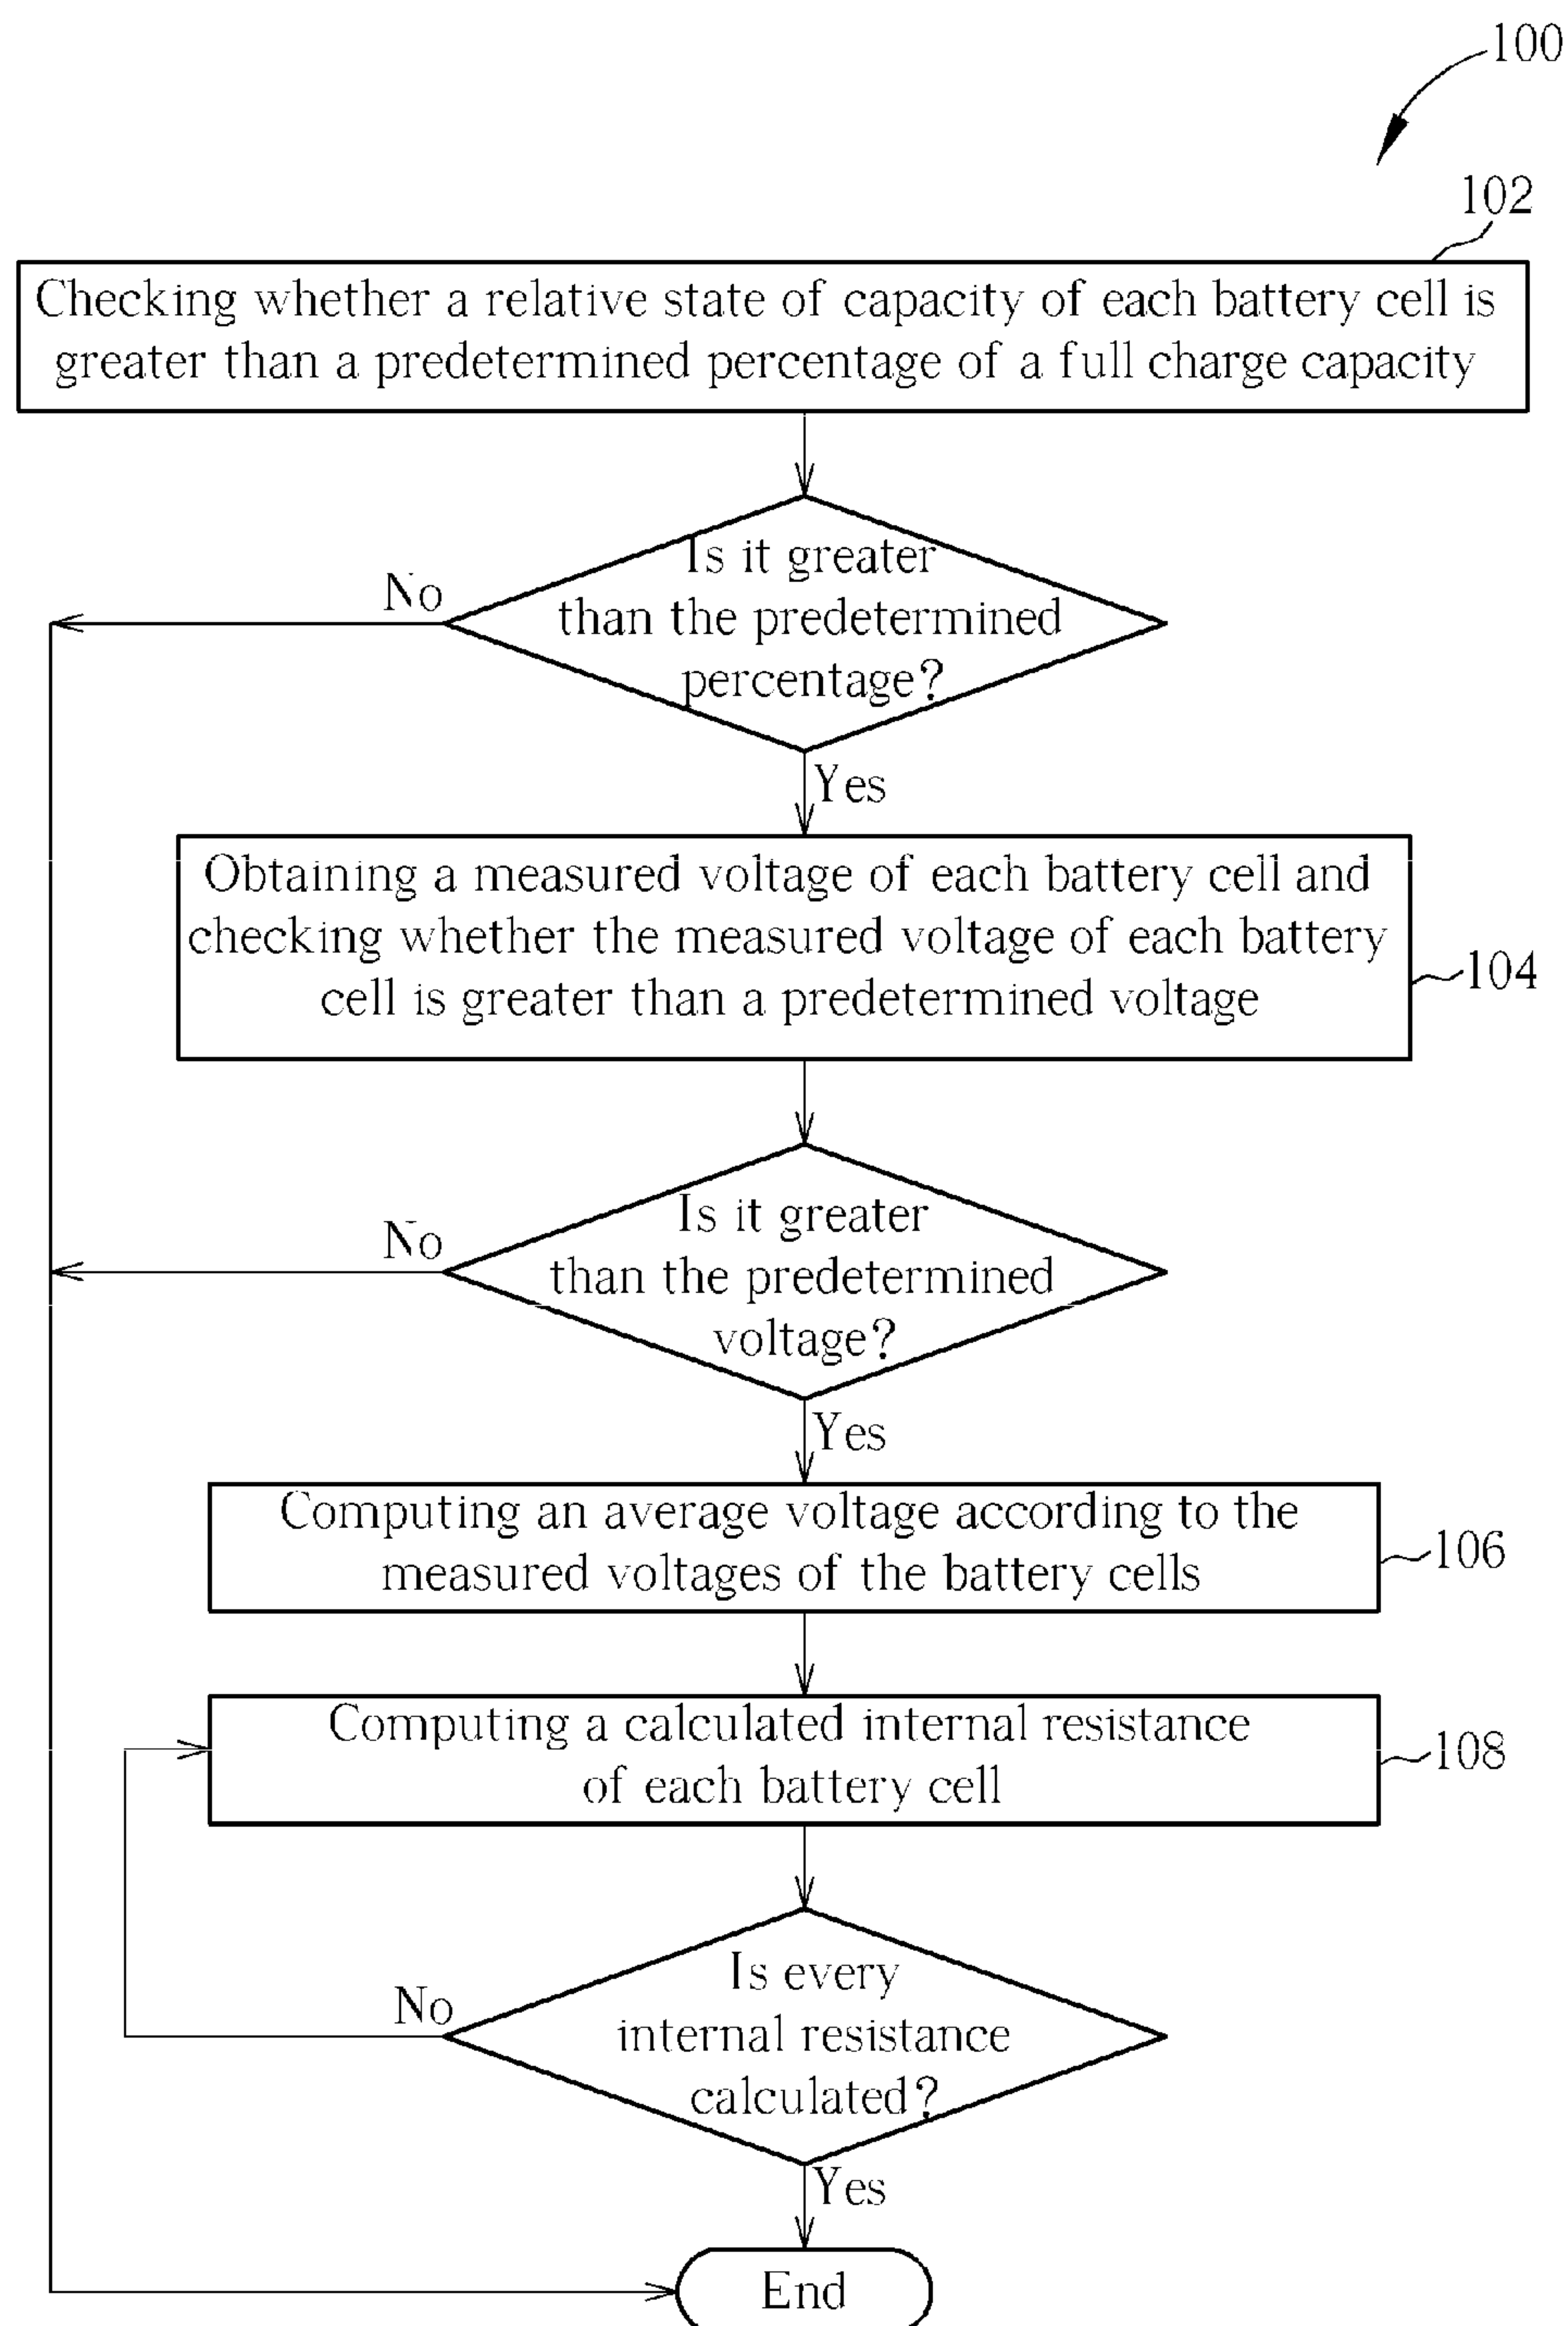 100
102
Checking whether a relative state of capacity of each battery cell is
greater than a predetermined percentage of a full charge capacity
Is it greater
than the predetermined
percentage?
No
Yes
Obtaining a measured voltage of each battery cell and
checking whether the measured voltage of each battery
cell is greater than a predetermined voltage
104
Is it greater
than the predetermined
voltage?
No
Yes
Computing an average voltage according to the
measured voltages of the battery cells
106
Computing a calculated internal resistance
of each battery cell
108
Is every
internal resistance
calculated?
No
Yes
End